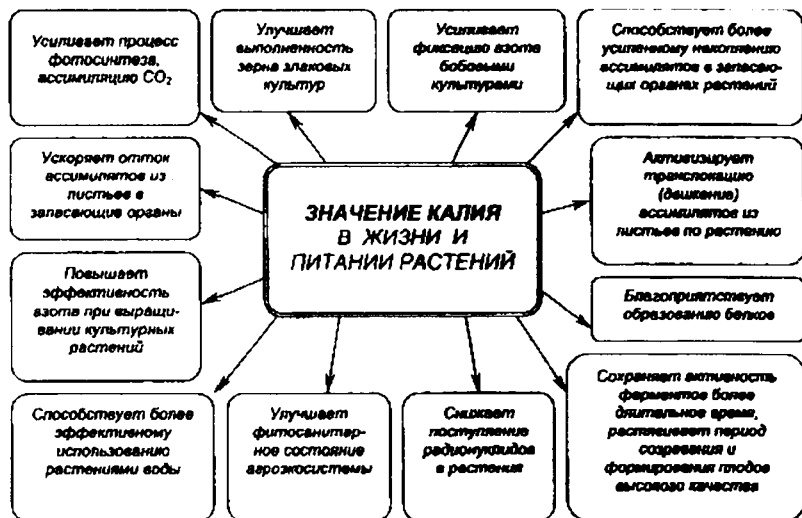 Усиливает процесс
фотосинтеза,
ассимиляцию CO₂
Улучшает
выполненность
зерна злаковых
культур
Усиливает
фиксацию азота
бобовыми
культурами
Способствует более
усиленному накоплению
ассимилятов в запасаю-
щих органах растений
Ускоряет отток
ассимилятов из
листьев в
запасающие органы
ЗНАЧЕНИЕ КАЛИЯ
В ЖИЗНИ И
ПИТАНИИ РАСТЕНИЙ
Активизирует
транслокацию
(движение)
ассимилятов из
листьев по растению
Повышает
эффективность
азота при выращи-
вании культурных
растений
Благоприятствует
образованию белков
Способствует более
эффективному
использованию
растениями воды
Улучшает
фитосанитар-
ное состояние
агроэкосистемы
Снижает
поступление
радионуклидов
в растения
Сохраняет активность
ферментов более
длительное время,
растягивает период
созревания и
формирования плодов
высокого качества